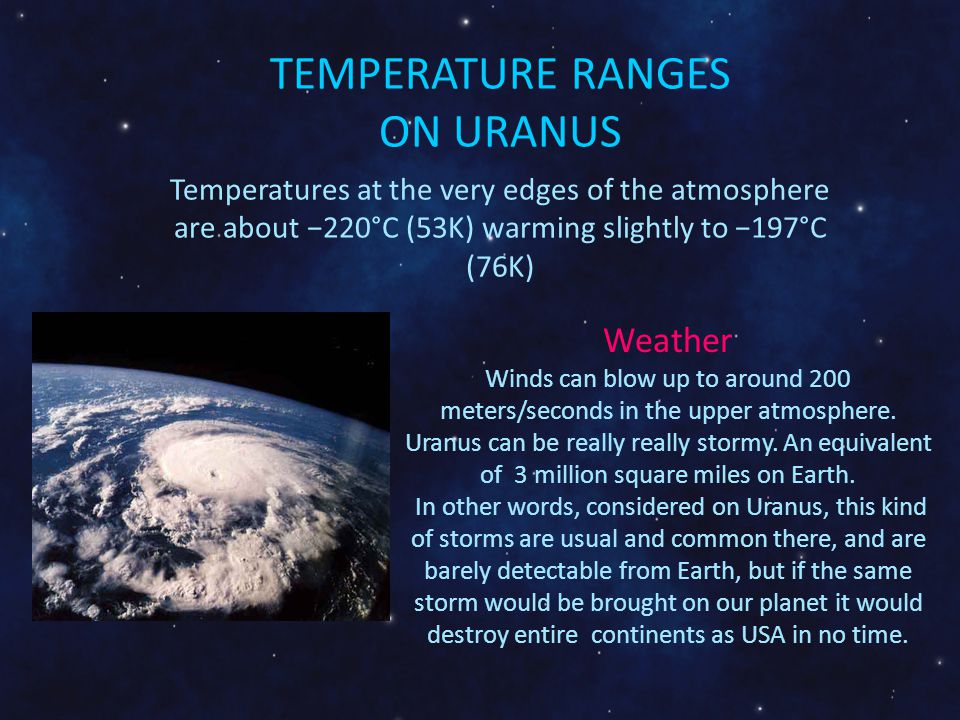 TEMPERATURE RANGES
ON URANUS
Temperatures at the very edges of the atmosphere
are about −220°C (53K) warming slightly to −197°C
(76K)
Weather
Winds can blow up to around 200
meters/seconds in the upper atmosphere.
Uranus can be really really stormy. An equivalent
of 3 million square miles on Earth.
In other words, considered on Uranus, this kind
of storms are usual and common there, and are
barely detectable from Earth, but if the same
storm would be brought on our planet it would
destroy entire continents as USA in no time.